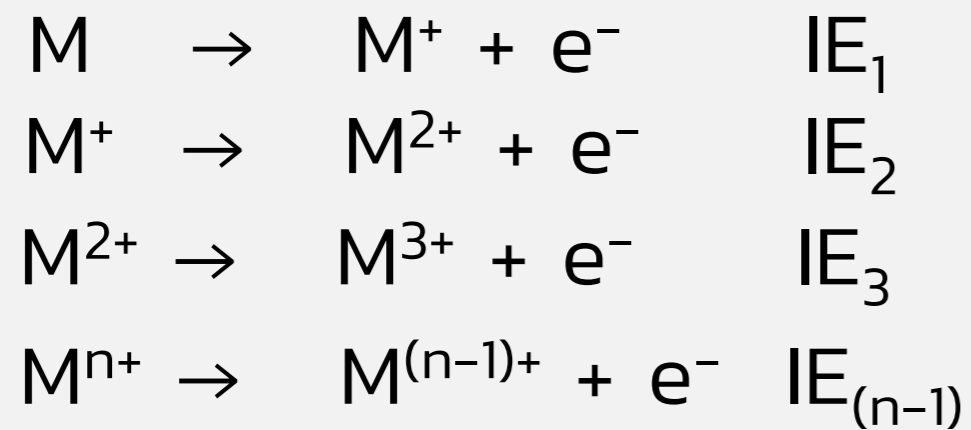 M → M⁺ + e⁻ IE₁
M⁺ → M²⁺ + e⁻ IE₂
M²⁺ → M³⁺ + e⁻ IE₃
Mⁿ⁺ → M⁽ⁿ⁻¹⁾⁺ + e⁻ IE₍ₙ₋₁₎